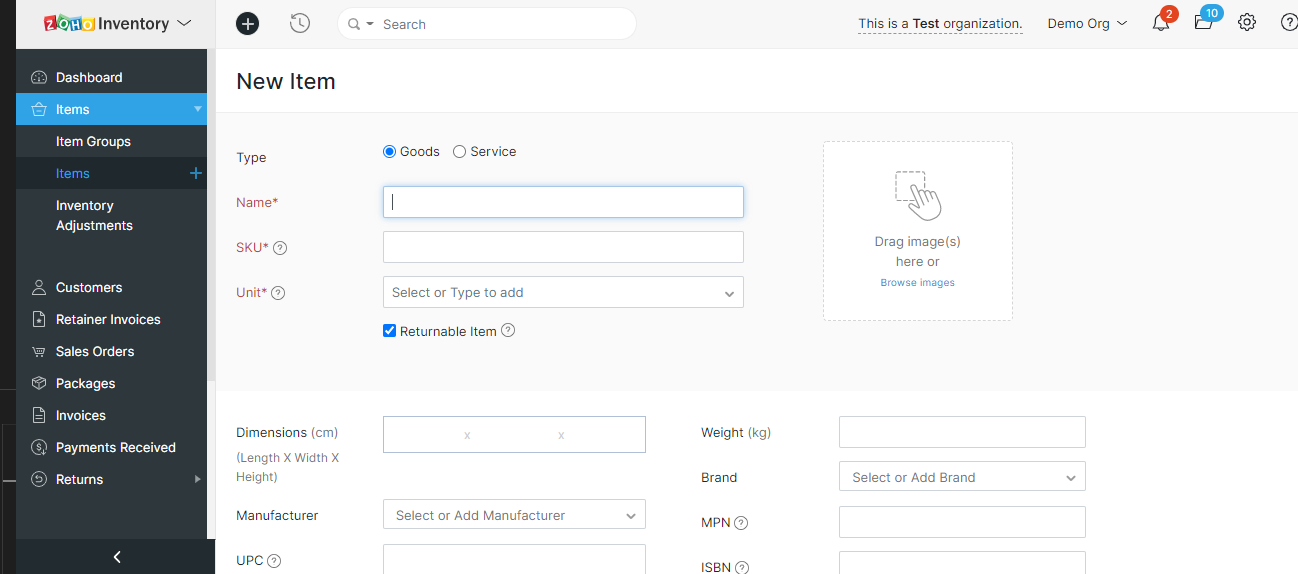 ZOHO Inventory
Search
This is a Test organization.
Demo Org
2
10
?
Dashboard
Items
Item Groups
Items
Inventory
Adjustments
Customers
Retainer Invoices
Sales Orders
Packages
Invoices
Payments Received
Returns
New Item
Type
Goods
Service
Name*
SKU* ?
Unit* ?
Select or Type to add
Returnable Item ?
Drag image(s)
here or
Browse images
Dimensions (cm)
(Length X Width X
Height)
x x
Manufacturer
Select or Add Manufacturer
UPC ?
Weight (kg)
Brand
Select or Add Brand
MPN ?
ISBN ?